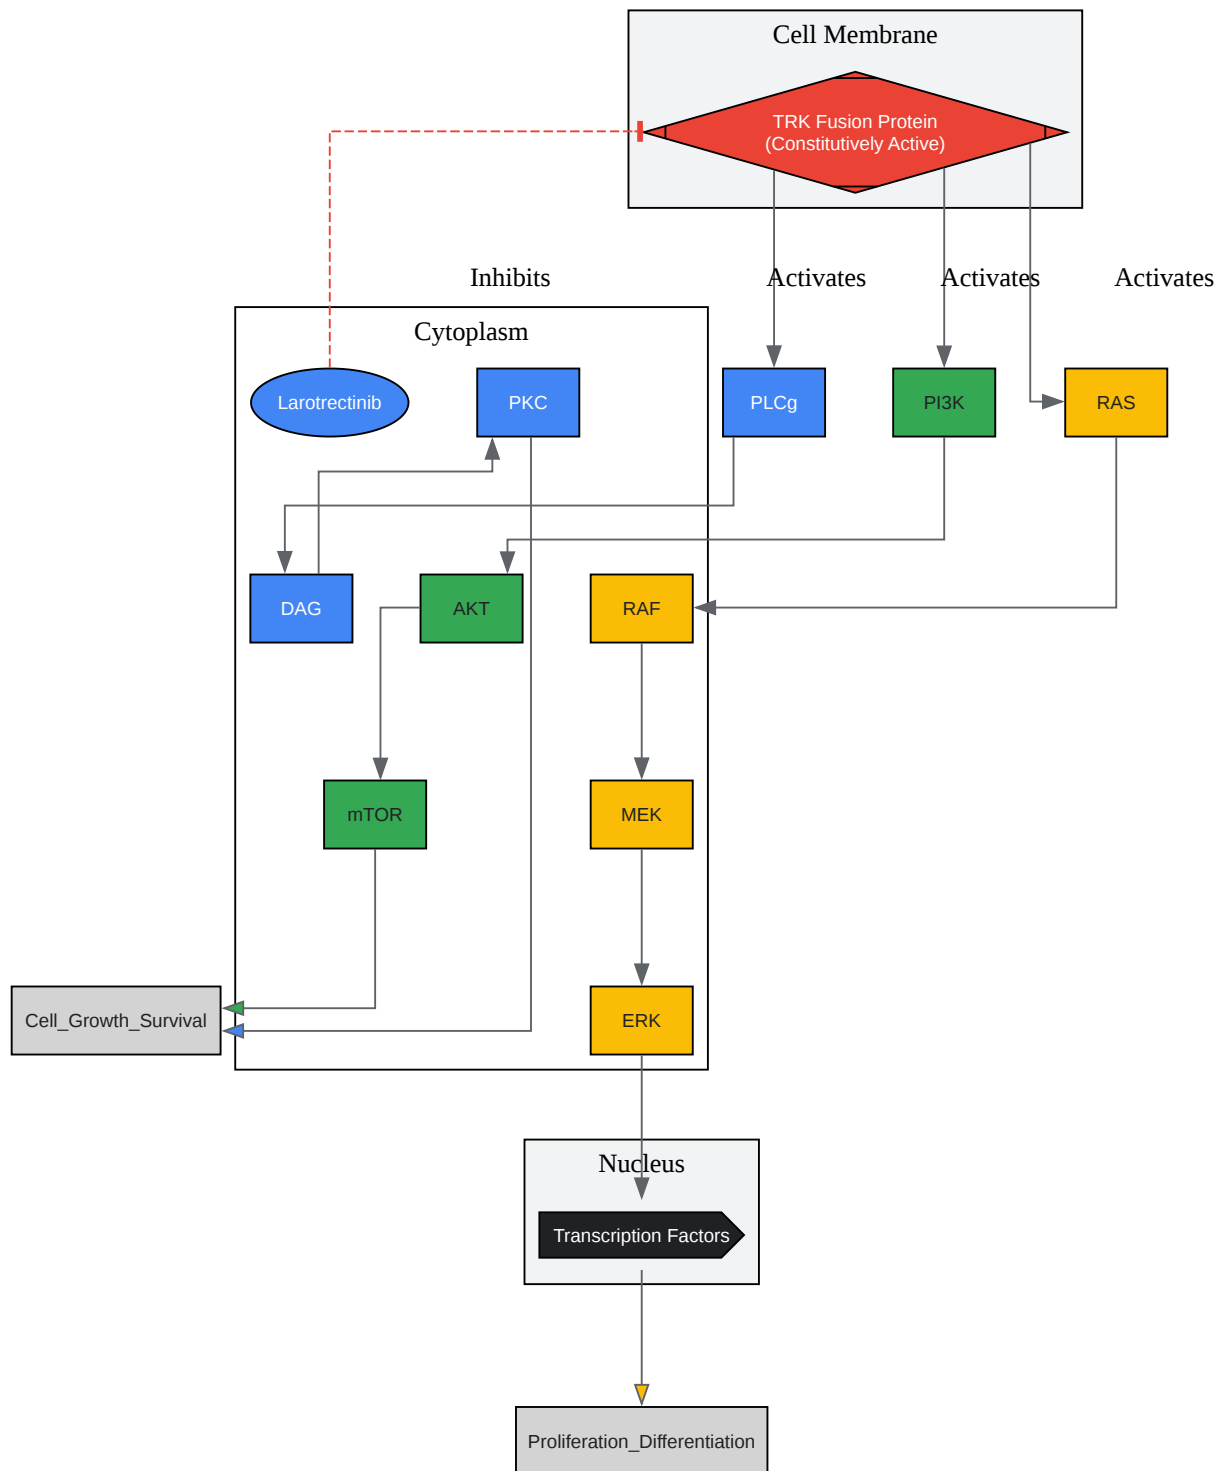 Cell Membrane
TRK Fusion Protein
(Constitutively Active)
Inhibits
Activates
Activates
Activates
Cytoplasm
Larotrectinib
PKC
PLCg
PI3K
RAS
DAG
AKT
RAF
mTOR
MEK
Cell_Growth_Survival
ERK
Nucleus
Transcription Factors
Proliferation_Differentiation